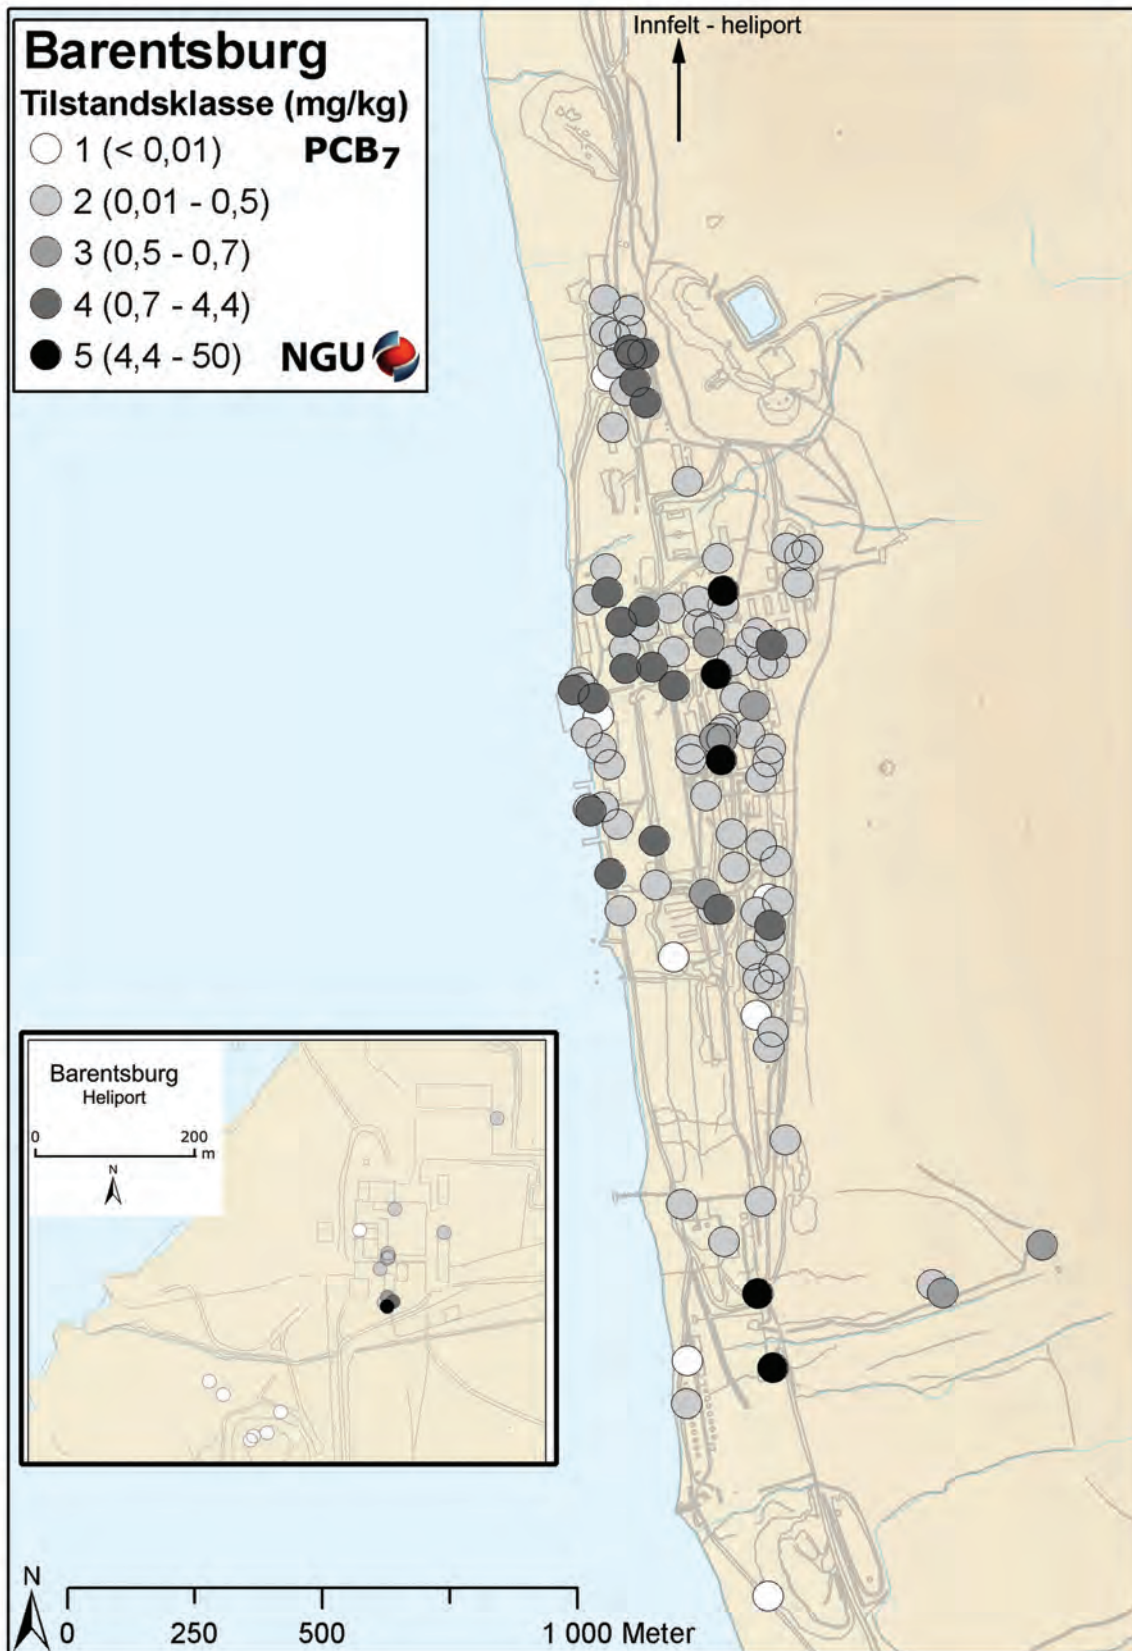 Innfelt - heliport
Barentsburg
Tilstandsklasse (mg/kg)
1 (< 0,01) PCB7
2 (0,01 - 0,5)
3 (0,5 - 0,7)
4 (0,7 - 4,4)
5 (4,4 - 50) NGU
Barentsburg
Heliport
0 200
m
N
N
0 250 500 1 000 Meter